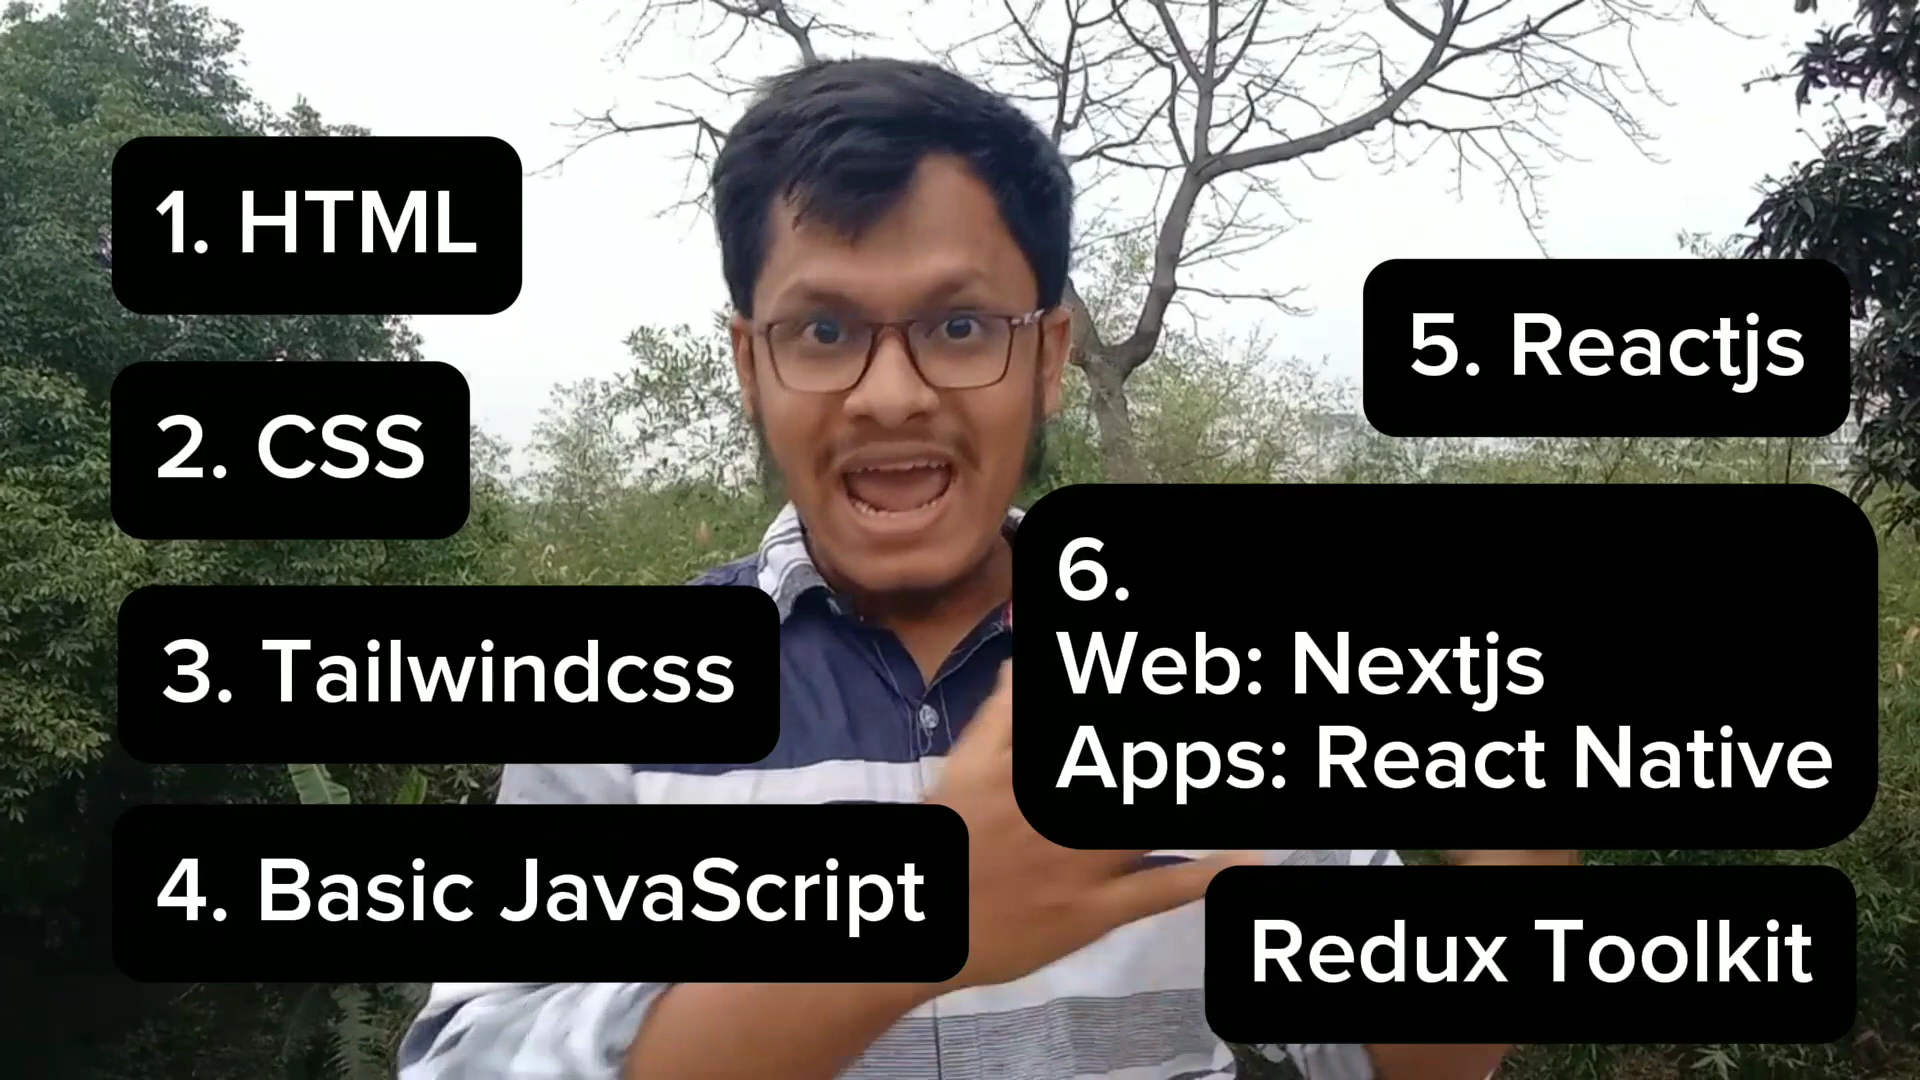 1. HTML
2. CSS
3. Tailwindcss
4. Basic JavaScript
5. Reactjs
6.
Web: Nextjs
Apps: React Native
Redux Toolkit